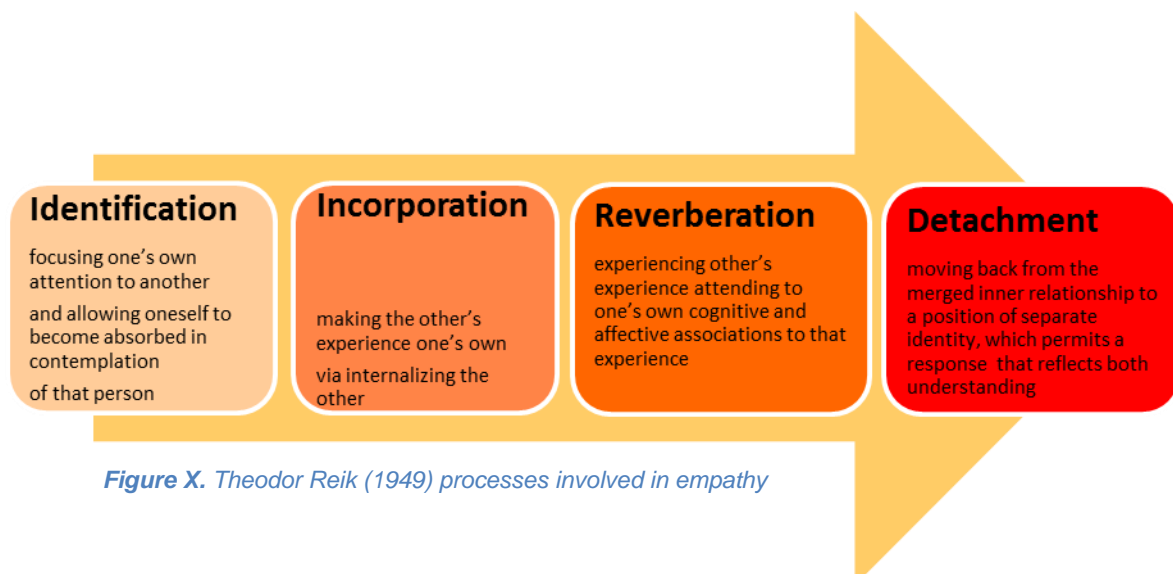 Identification
focusing one's own
attention to another
and allowing oneself to
become absorbed in
contemplation
of that person
Incorporation
making the other's
experience one's own
via internalizing the
other
Reverberation
experiencing other's
experience attending to
one's own cognitive and
affective associations to that
experience
Detachment
moving back from the
merged inner relationship to
a position of separate
identity, which permits a
response  that reflects both
understanding
Figure X. Theodor Reik (1949) processes involved in empathy